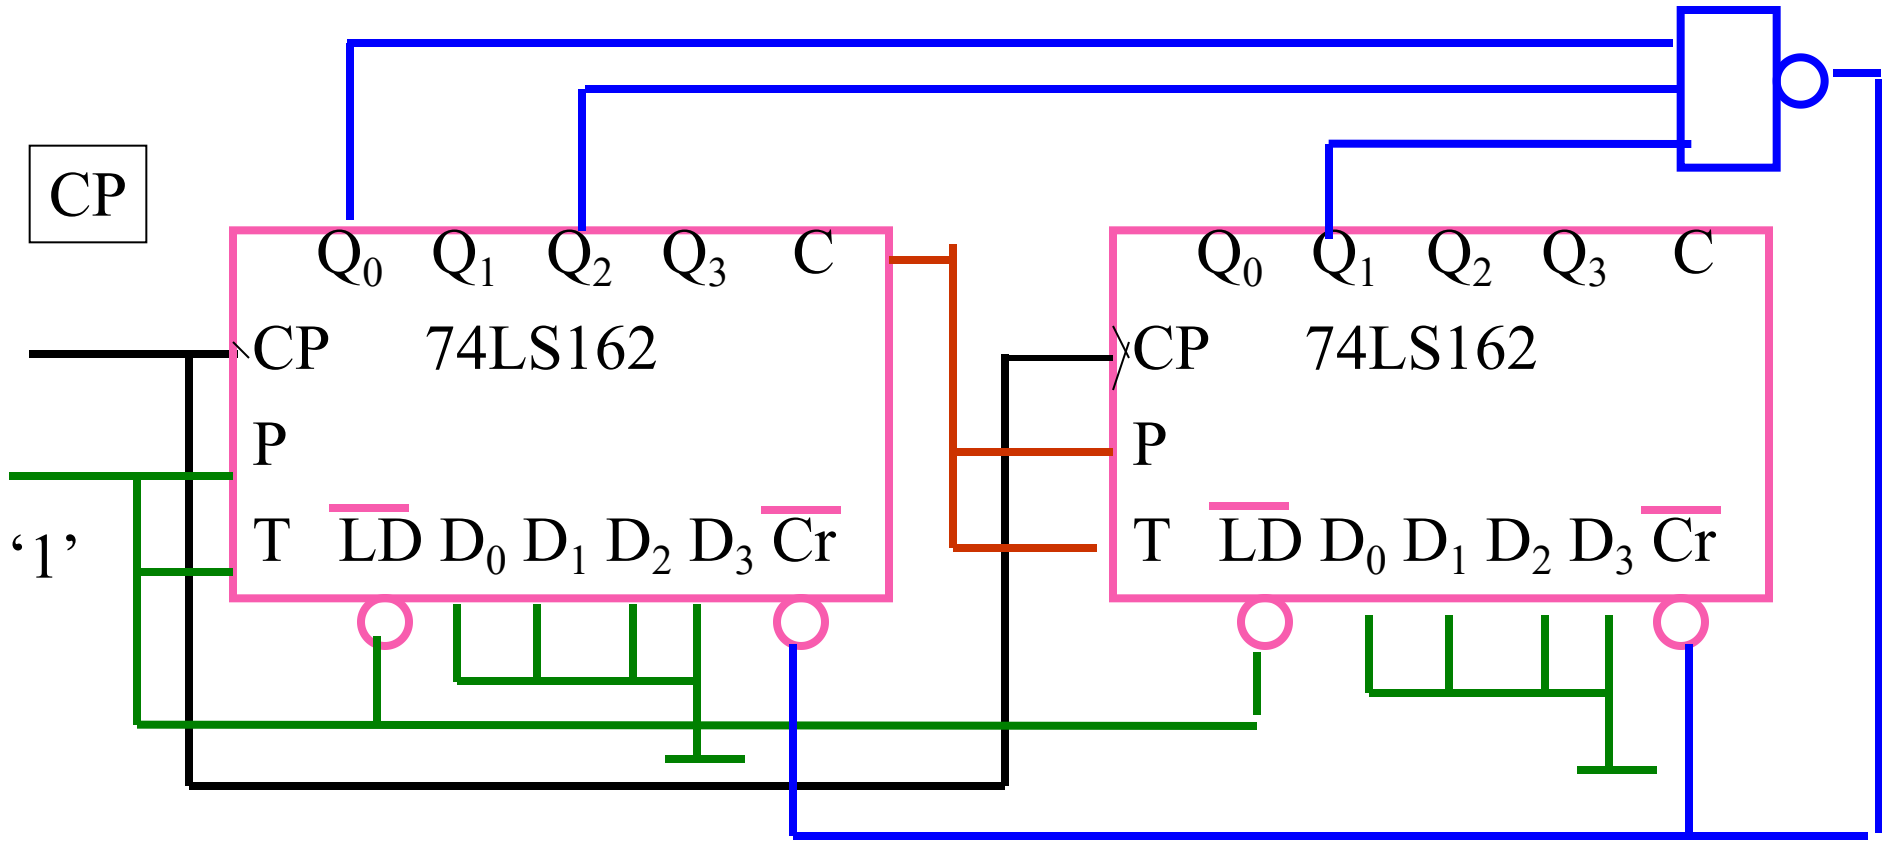 CP
Q₀ Q₁ Q₂ Q₃ C Q₀ Q₁ Q₂ Q₃ C
CP 74LS162 CP 74LS162
P P
T LD D₀ D₁ D₂ D₃ Cr T LD D₀ D₁ D₂ D₃ Cr
‘1’